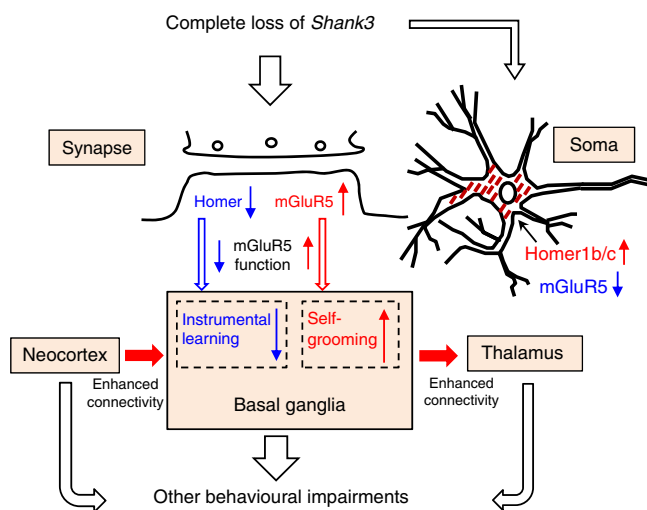 Complete loss of Shank3
Synapse
Soma
Homer
mGluR5
mGluR5
function
Homer1b/c
mGluR5
Instrumental
learning
Self-
grooming
Neocortex
Enhanced
connectivity
Basal ganglia
Thalamus
Enhanced
connectivity
Other behavioural impairments